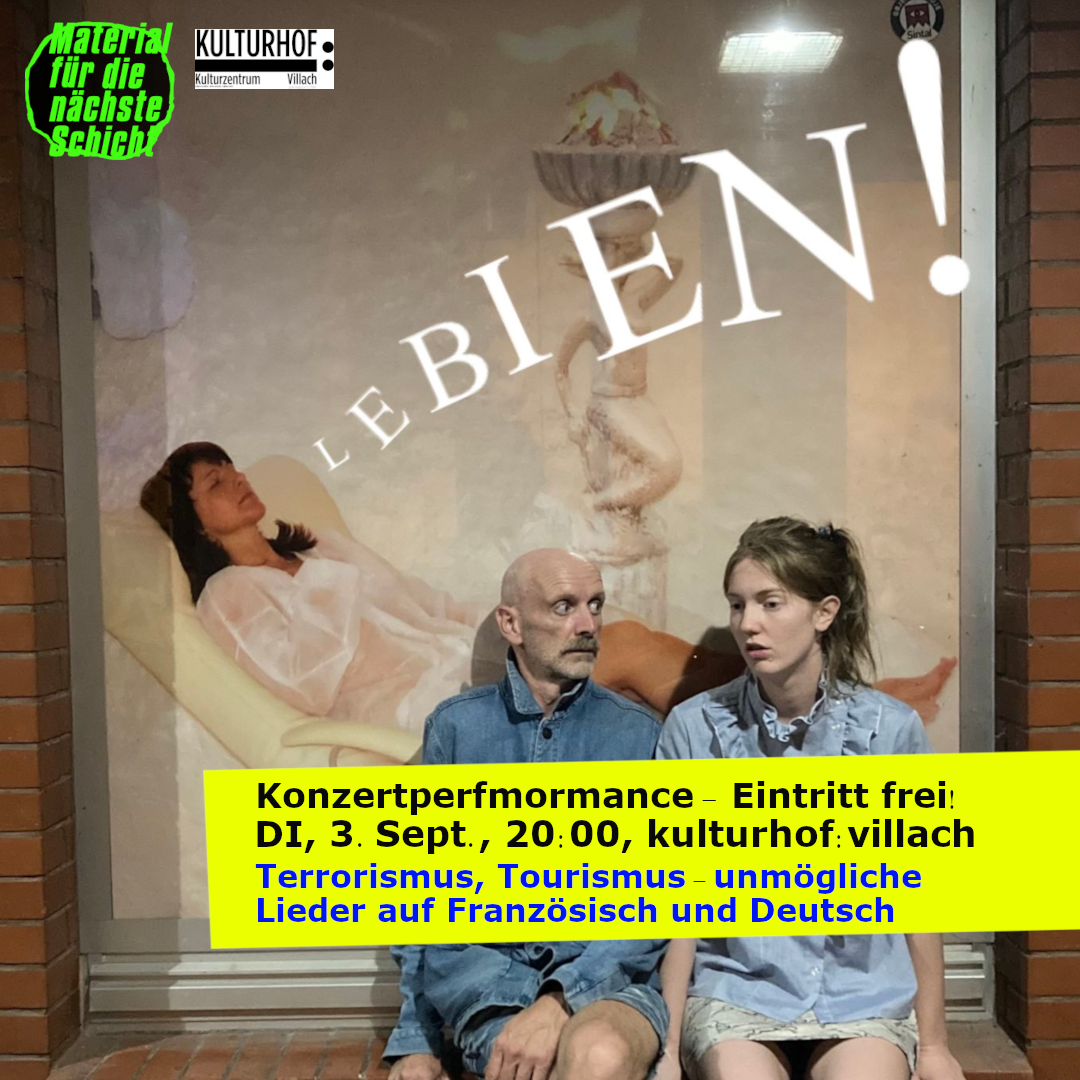 Material
für die
nächste
Schicht
KULTURHOF:
Kulturzentrum Villach
Sintal
LE BIEN!
Konzertperfmormance – Eintritt frei!
DI, 3. Sept., 20:00, kulturhof:villach
Terrorismus, Tourismus – unmögliche
Lieder auf Französisch und Deutsch